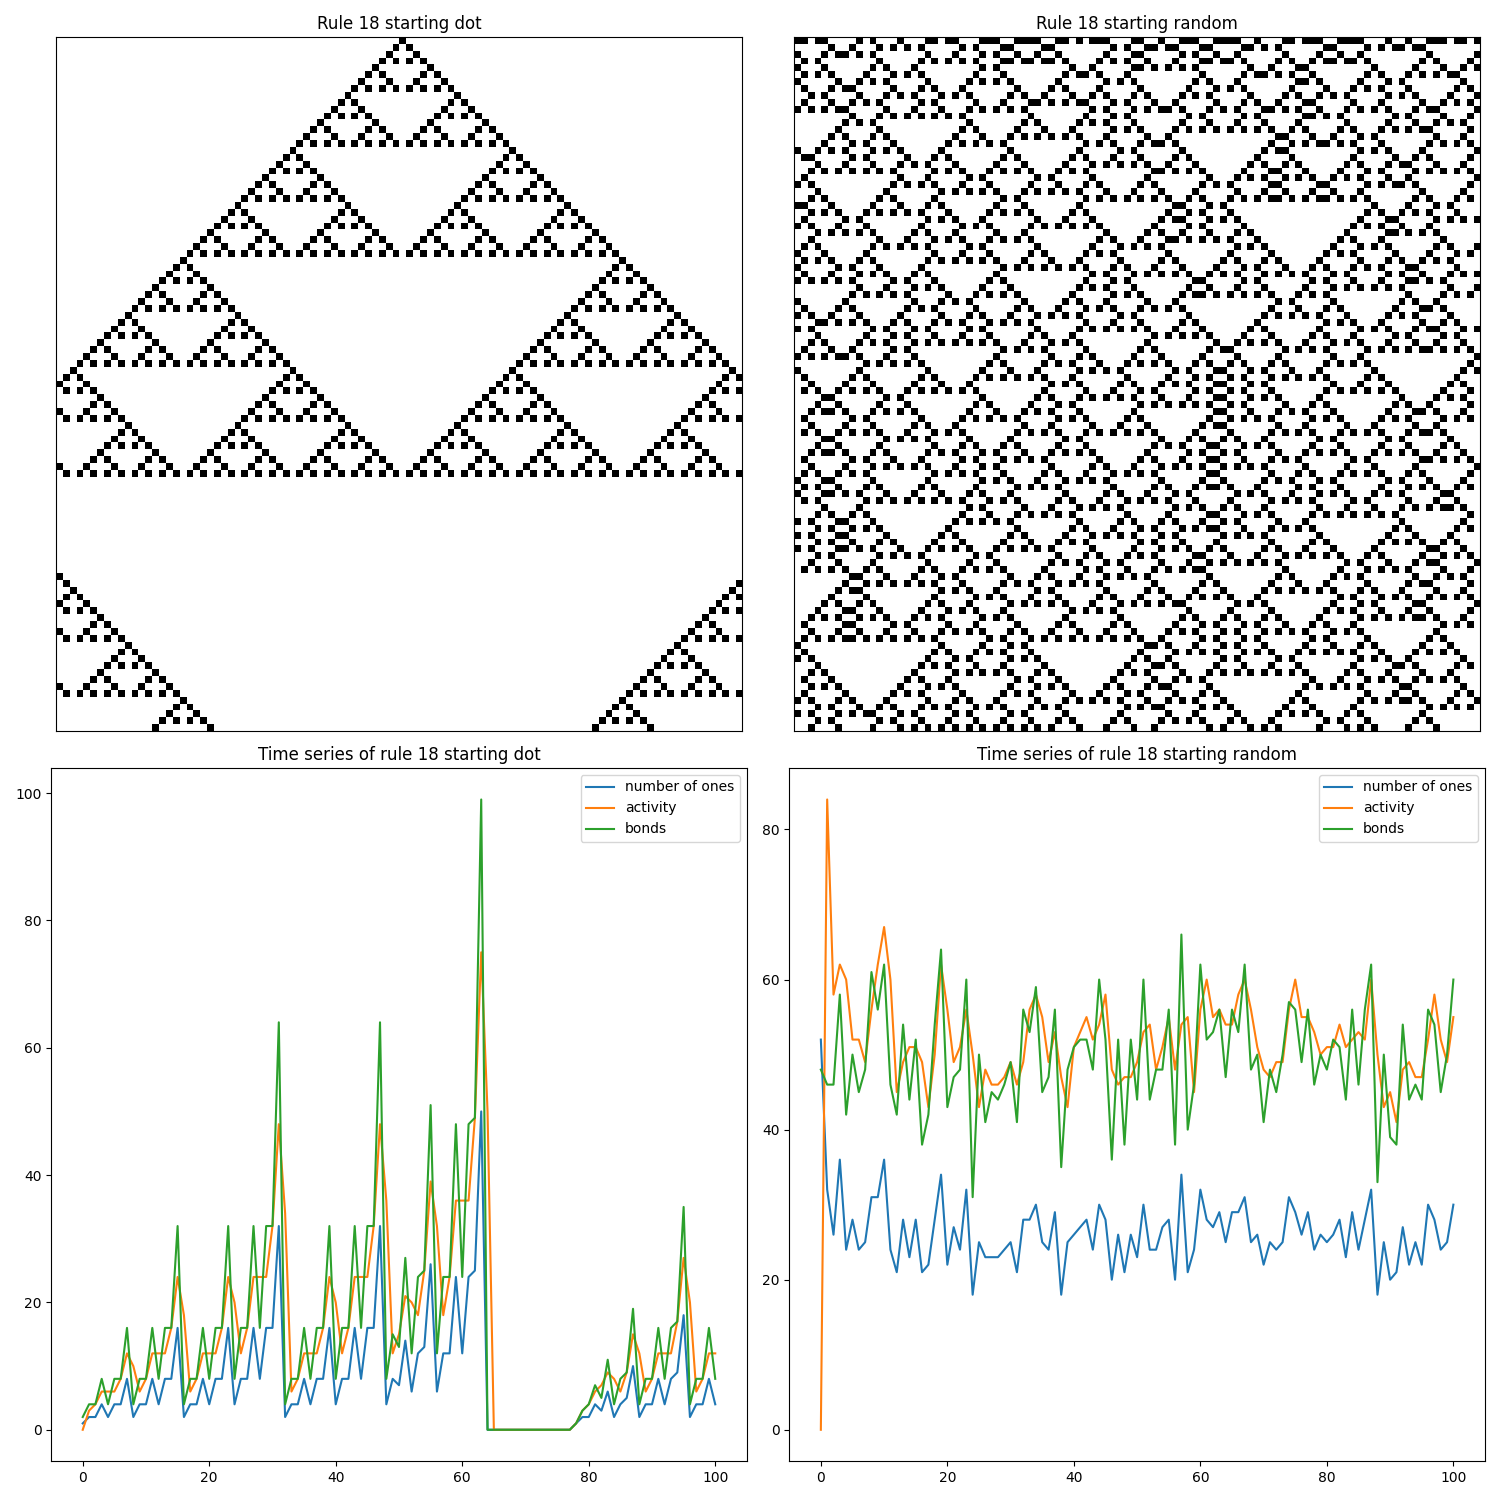 Rule 18 starting dot
Rule 18 starting random
Time series of rule 18 starting dot
number of ones
activity
bonds
100
80
60
40
20
0
0 20 40 60 80 100
Time series of rule 18 starting random
number of ones
activity
bonds
80
60
40
20
0
0 20 40 60 80 100